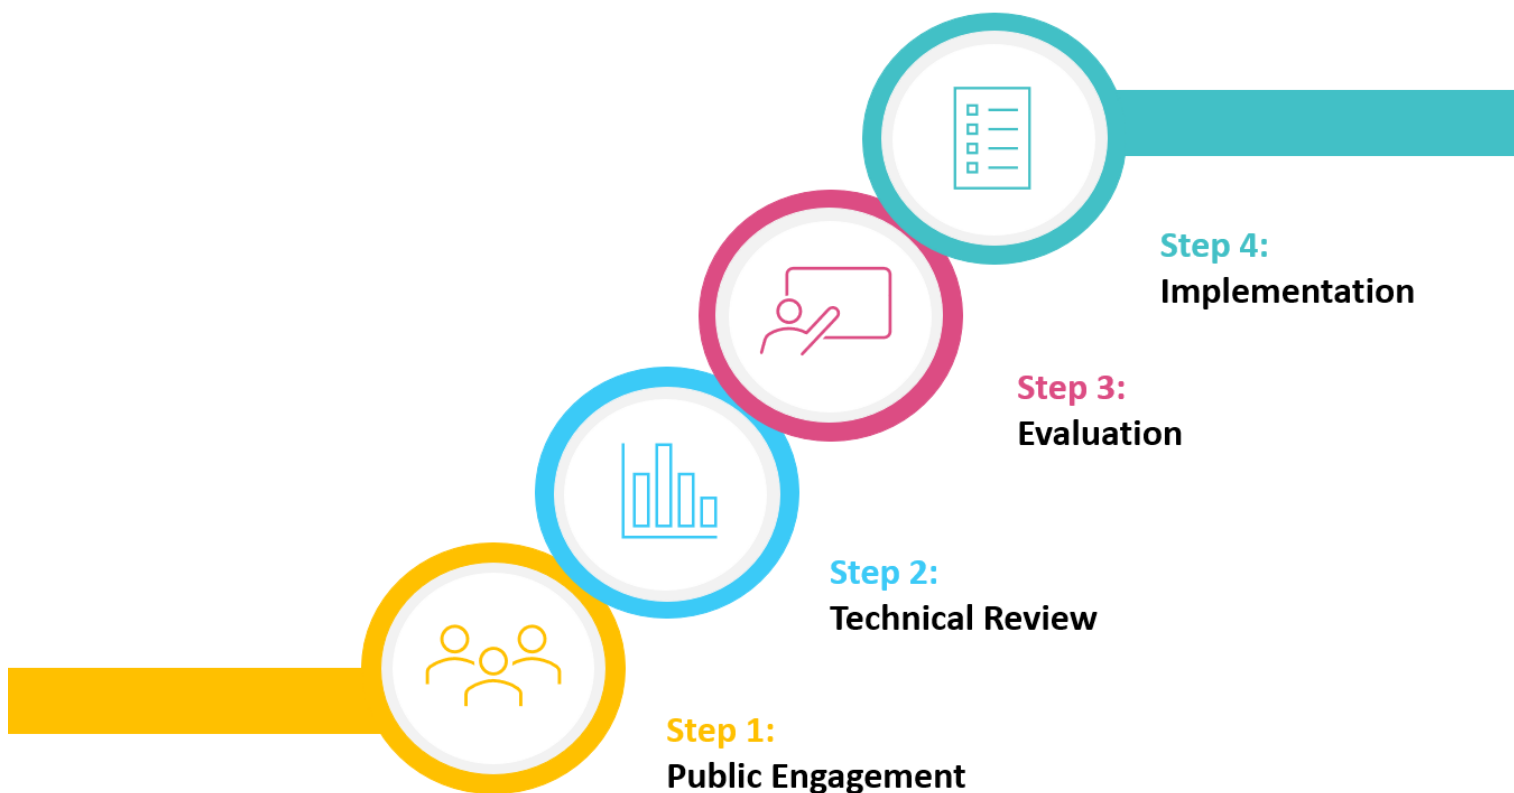 Step 4:
Implementation
Step 3:
Evaluation
Step 2:
Technical Review
Step 1:
Public Engagement